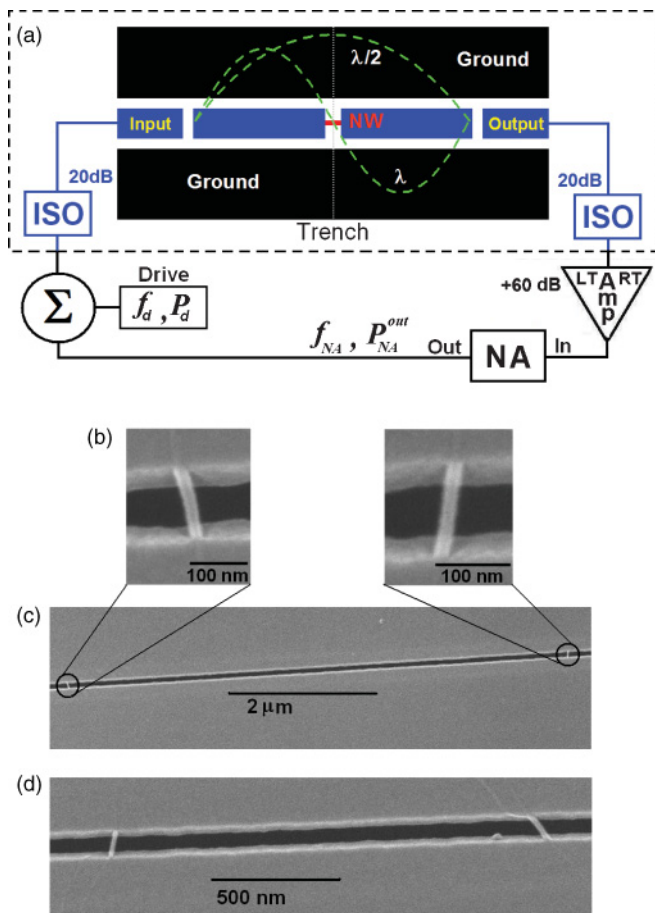 (a)
λ/2
Ground
Input
NW
Output
20dB
Ground
λ
20dB
ISO
Trench
ISO
Drive
+60 dB
LT Amp RT
Σ
f_d , P_d
f_NA , P_NA^out
Out
NA
In
(b)
100 nm
100 nm
(c)
2 μm
(d)
500 nm